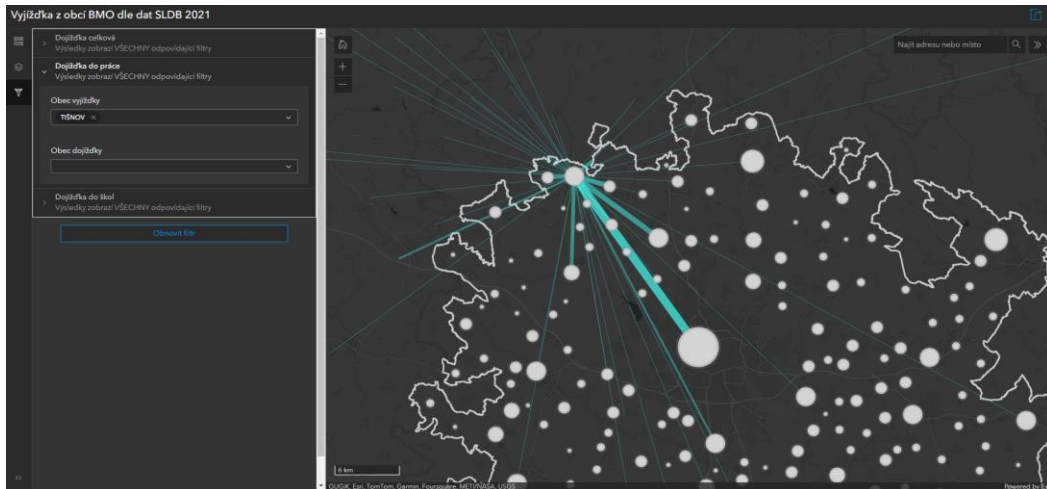 Vyjížďka z obcí BMO dle dat SLDB 2021
Dojížďka celková
Výsledky zobrazí VŠECHNY odpovídající filtry
Dojížďka do práce
Výsledky zobrazí VŠECHNY odpovídající filtry
Obec vyjížďky
TIŠNOV ×
Obec dojížďky
Dojížďka do škol
Výsledky zobrazí VŠECHNY odpovídající filtry
Obnovit filtr
Najít adresu nebo místo
6 km
GUGiK, Esri, TomTom, Garmin, Foursquare, METI/NASA, USGS
Powered by Es